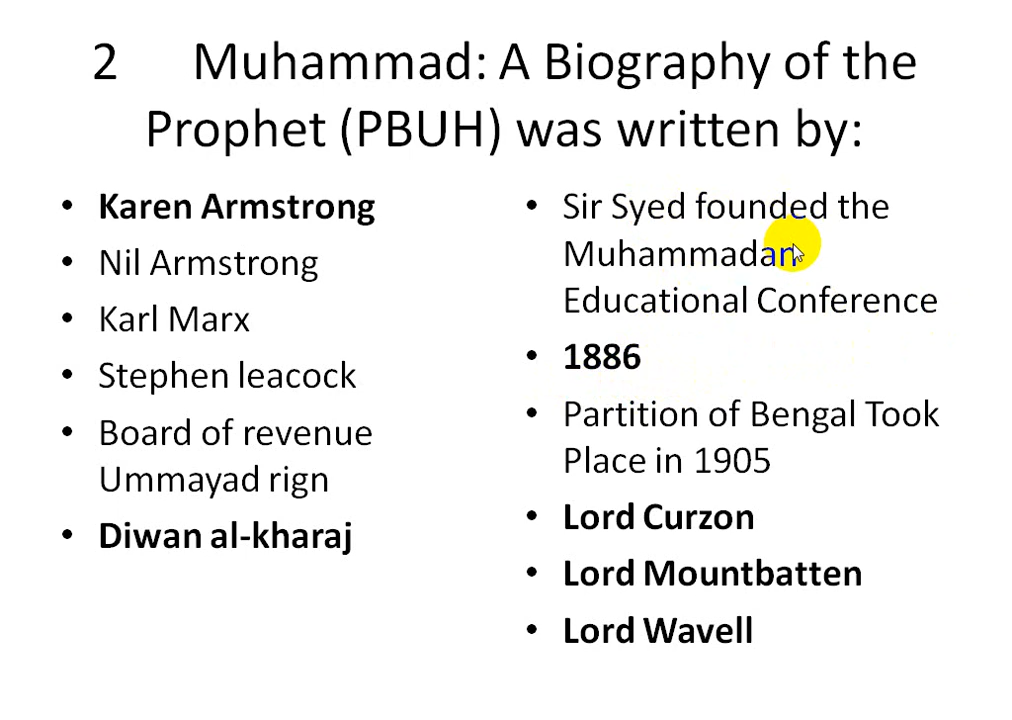 2 Muhammad: A Biography of the
Prophet (PBUH) was written by:
• Karen Armstrong
• Nil Armstrong
• Karl Marx
• Stephen leacock
• Board of revenue
Ummayad rign
• Diwan al-kharaj
• Sir Syed founded the
Muhammadan
Educational Conference
• 1886
• Partition of Bengal Took
Place in 1905
• Lord Curzon
• Lord Mountbatten
• Lord Wavell